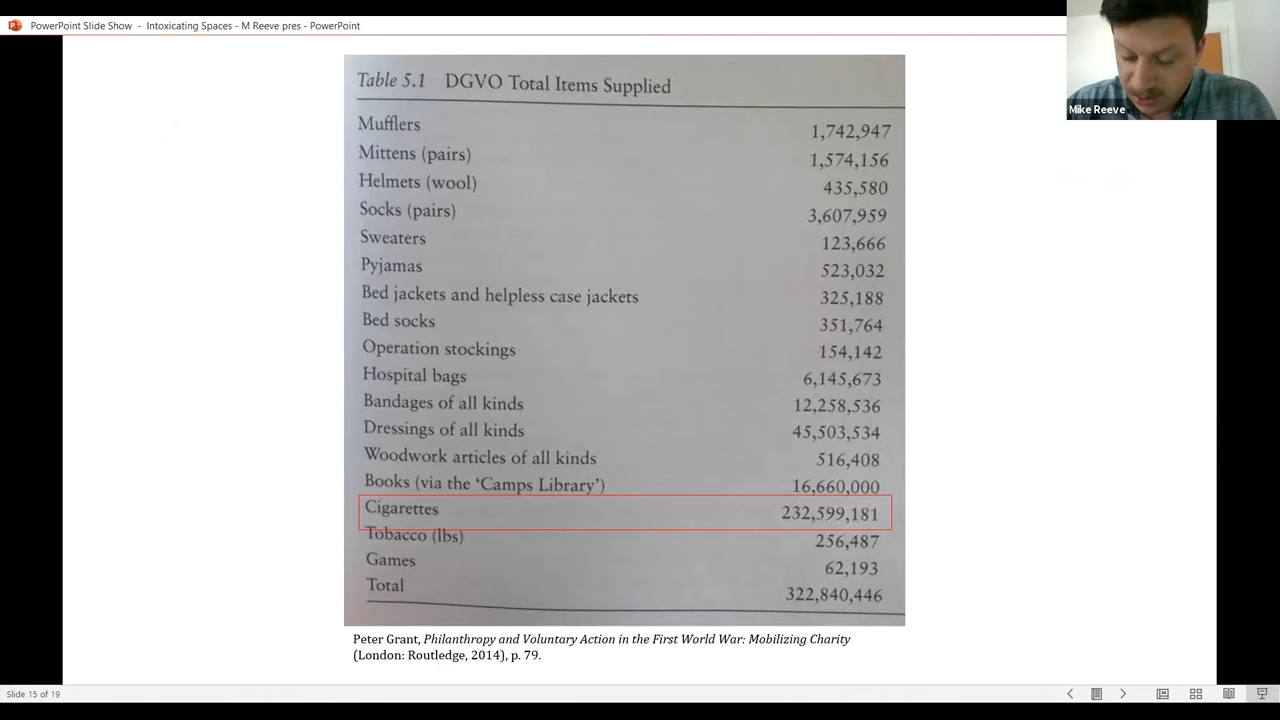 PowerPoint Slide Show - Intoxicating Spaces - M Reeve pres - PowerPoint
Mike Reeve
Table 5.1 DGVO Total Items Supplied
Mufflers 1,742,947
Mittens (pairs) 1,574,156
Helmets (wool) 435,580
Socks (pairs) 3,607,959
Sweaters 123,666
Pyjamas 523,032
Bed jackets and helpless case jackets 325,188
Bed socks 351,764
Operation stockings 154,142
Hospital bags 6,145,673
Bandages of all kinds 12,258,536
Dressings of all kinds 45,503,534
Woodwork articles of all kinds 516,408
Books (via the ‘Camps Library’) 16,660,000
Cigarettes 232,599,181
Tobacco (lbs) 256,487
Games 62,193
Total 322,840,446
Peter Grant, Philanthropy and Voluntary Action in the First World War: Mobilizing Charity
(London: Routledge, 2014), p. 79.
Slide 15 of 19